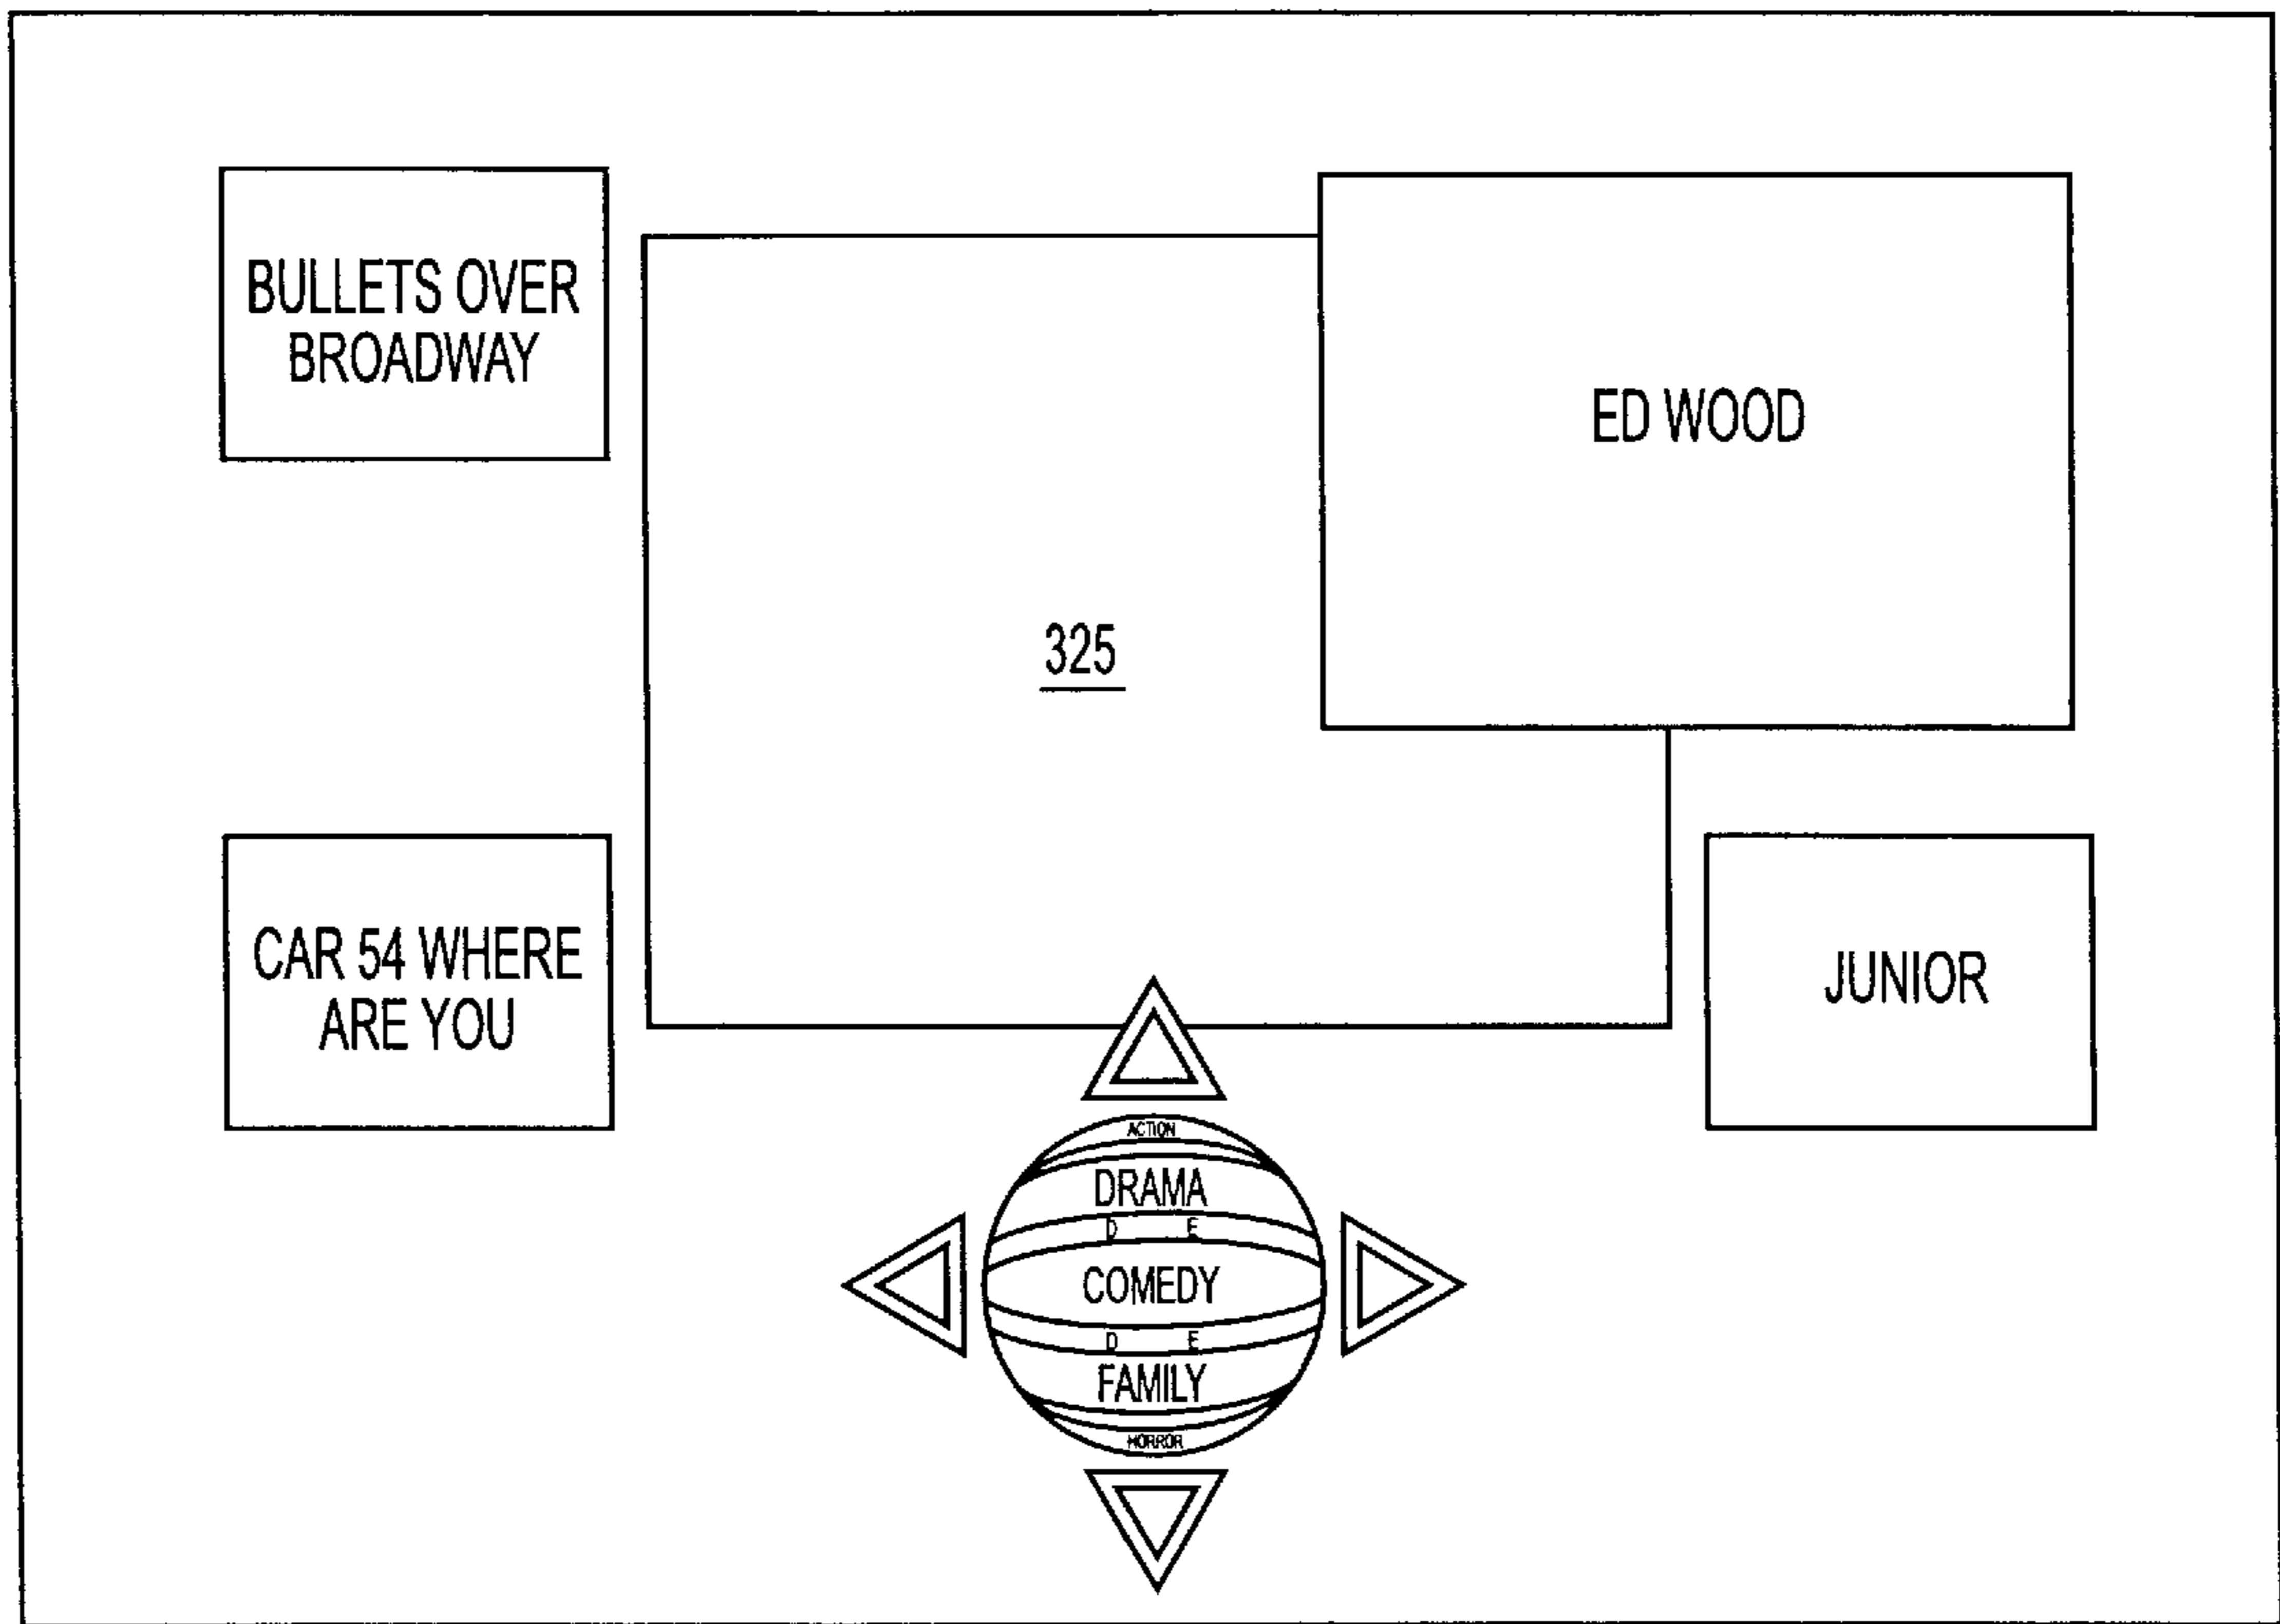 BULLETS OVER
BROADWAY
ED WOOD
325
CAR 54 WHERE
ARE YOU
JUNIOR
ACTION
DRAMA
D E
COMEDY
D E
FAMILY
HORROR